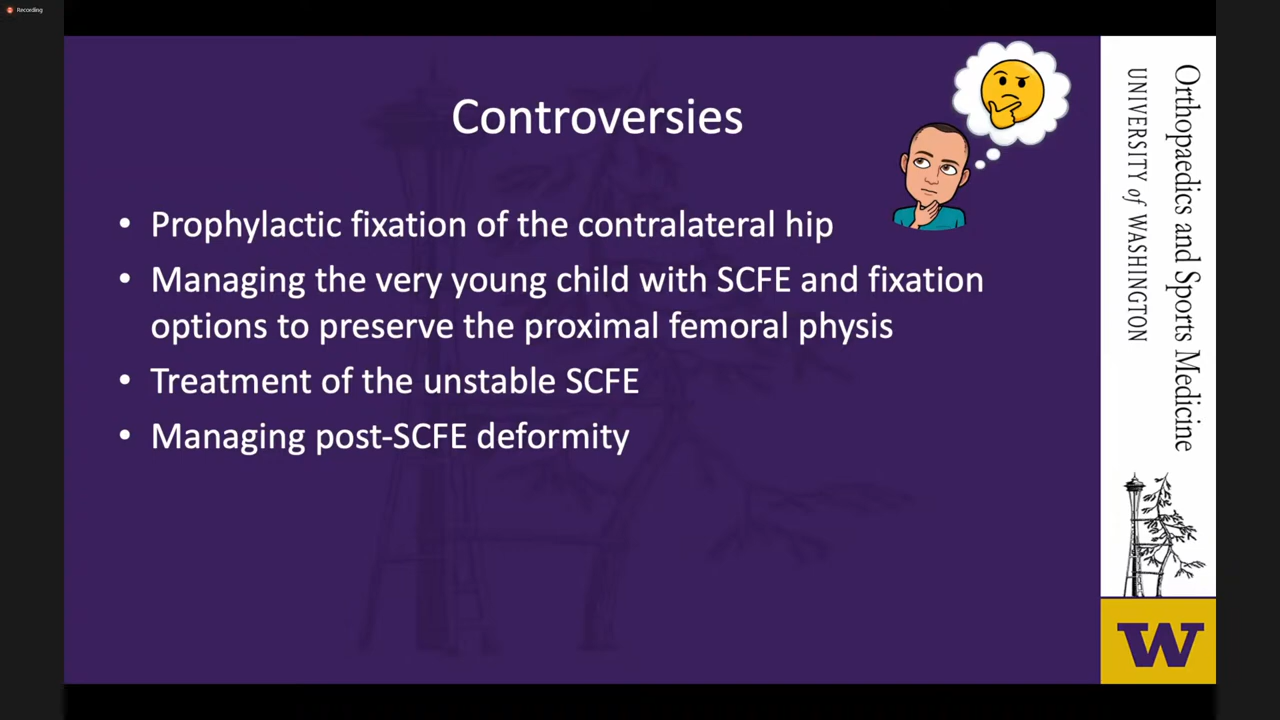 Recording
Controversies
• Prophylactic fixation of the contralateral hip
• Managing the very young child with SCFE and fixation
options to preserve the proximal femoral physis
• Treatment of the unstable SCFE
• Managing post-SCFE deformity
Orthopaedics and Sports Medicine
UNIVERSITY of WASHINGTON
W